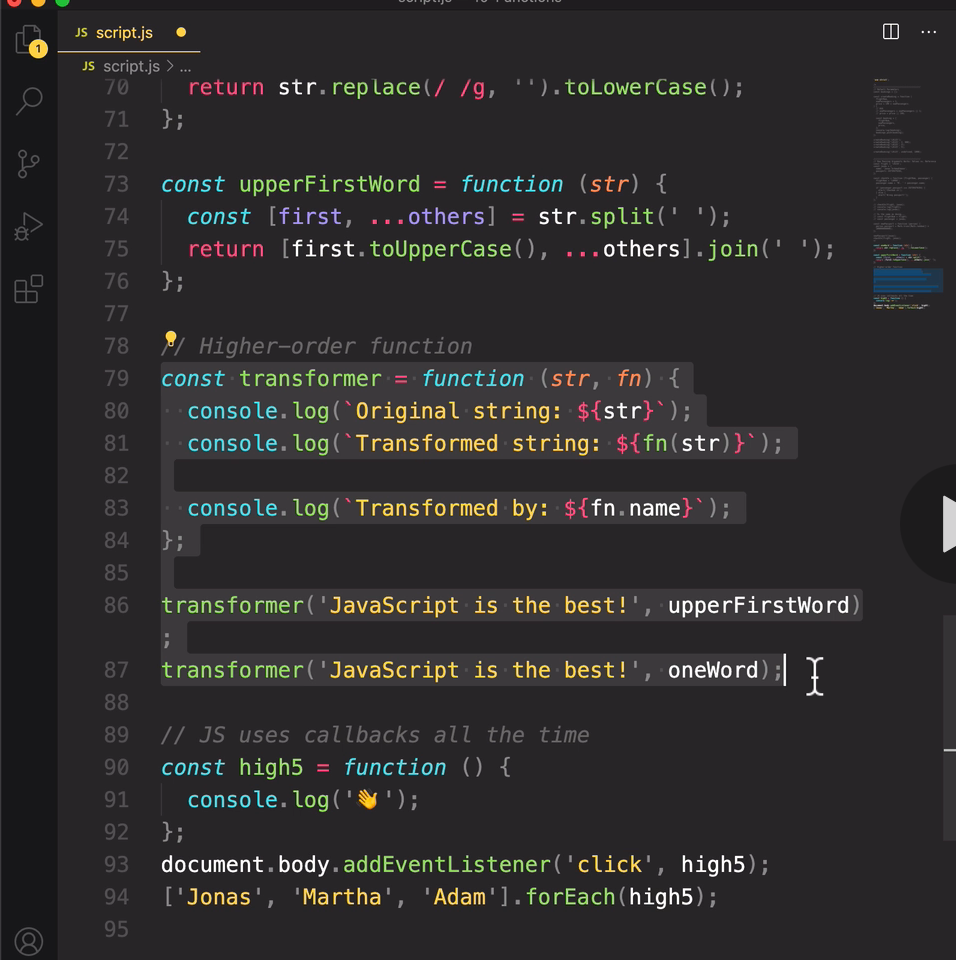 JS script.js
1
JS script.js > ...
70 return str.replace(/ /g, '').toLowerCase();
71 };
72
73 const upperFirstWord = function (str) {
74 const [first, ...others] = str.split(' ');
75 return [first.toUpperCase(), ...others].join(' ');
76 };
77
78 // Higher-order function
79 const transformer = function (str, fn) {
80 console.log(`Original string: ${str}`);
81 console.log(`Transformed string: ${fn(str)}`);
82
83 console.log(`Transformed by: ${fn.name}`);
84 };
85
86 transformer('JavaScript is the best!', upperFirstWord)
;
87 transformer('JavaScript is the best!', oneWord);
88
89 // JS uses callbacks all the time
90 const high5 = function () {
91 console.log('👋');
92 };
93 document.body.addEventListener('click', high5);
94 ['Jonas', 'Martha', 'Adam'].forEach(high5);
95